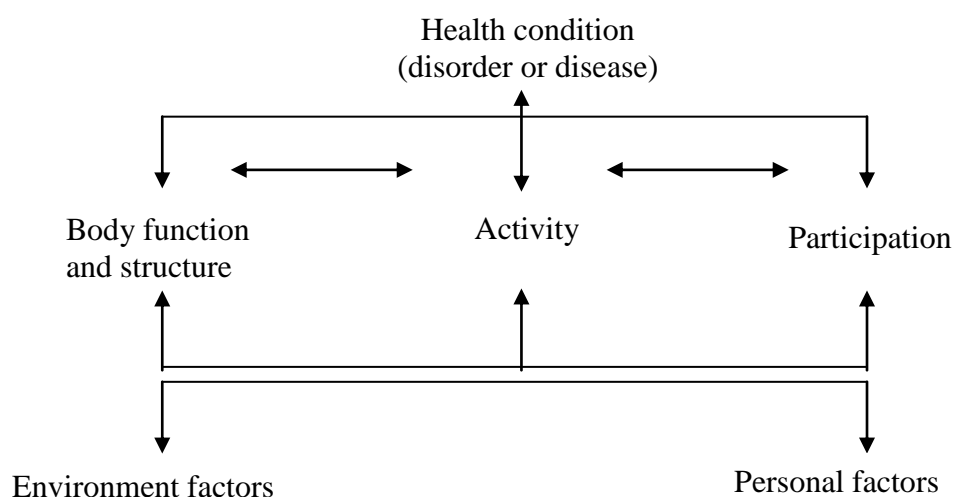 Health condition
(disorder or disease)
Body function
and structure
Activity
Participation
Environment factors
Personal factors